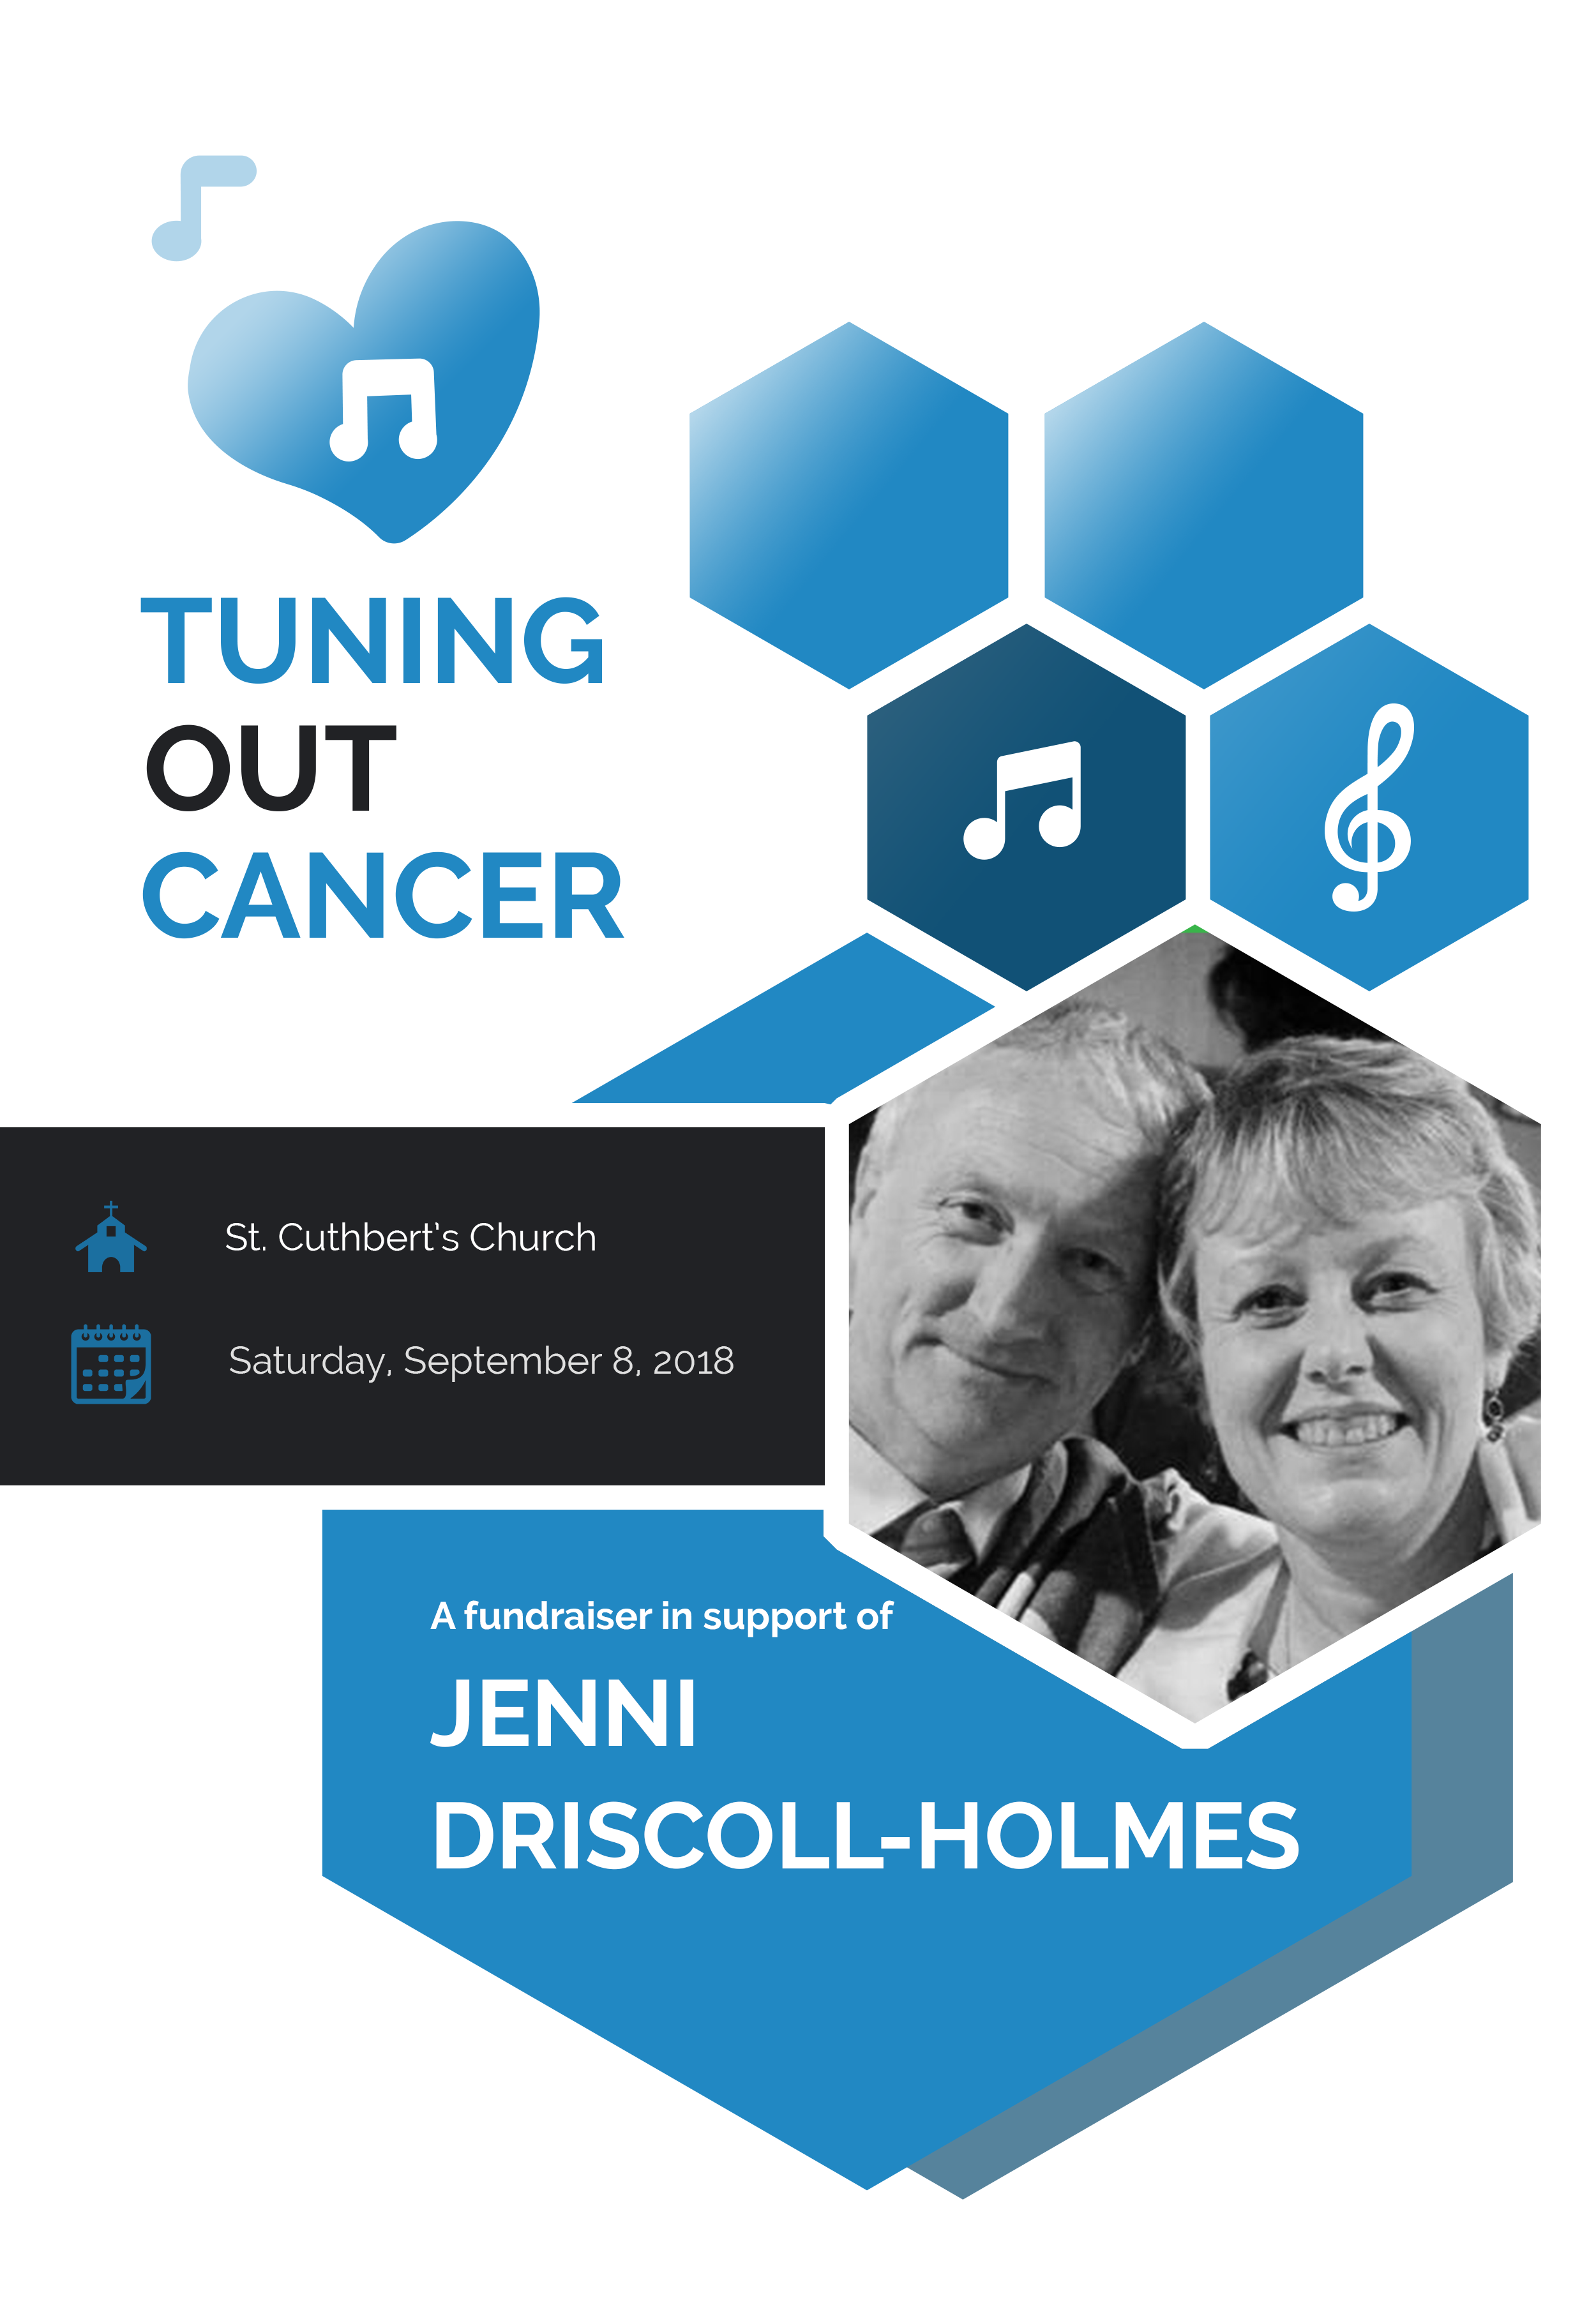 TUNING
OUT
CANCER
St. Cuthbert's Church
Saturday, September 8, 2018
A fundraiser in support of
JENNI
DRISCOLL-HOLMES